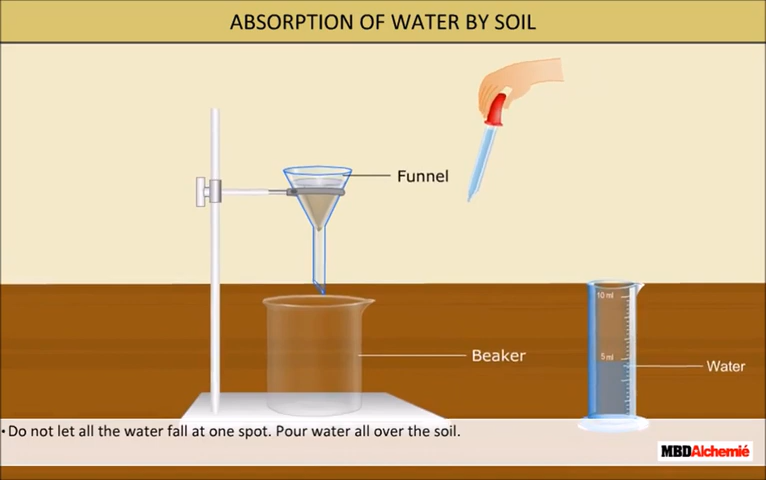 ABSORPTION OF WATER BY SOIL
Funnel
10 ml
5 ml
Beaker
Water
•Do not let all the water fall at one spot. Pour water all over the soil.
MBDAlchemié